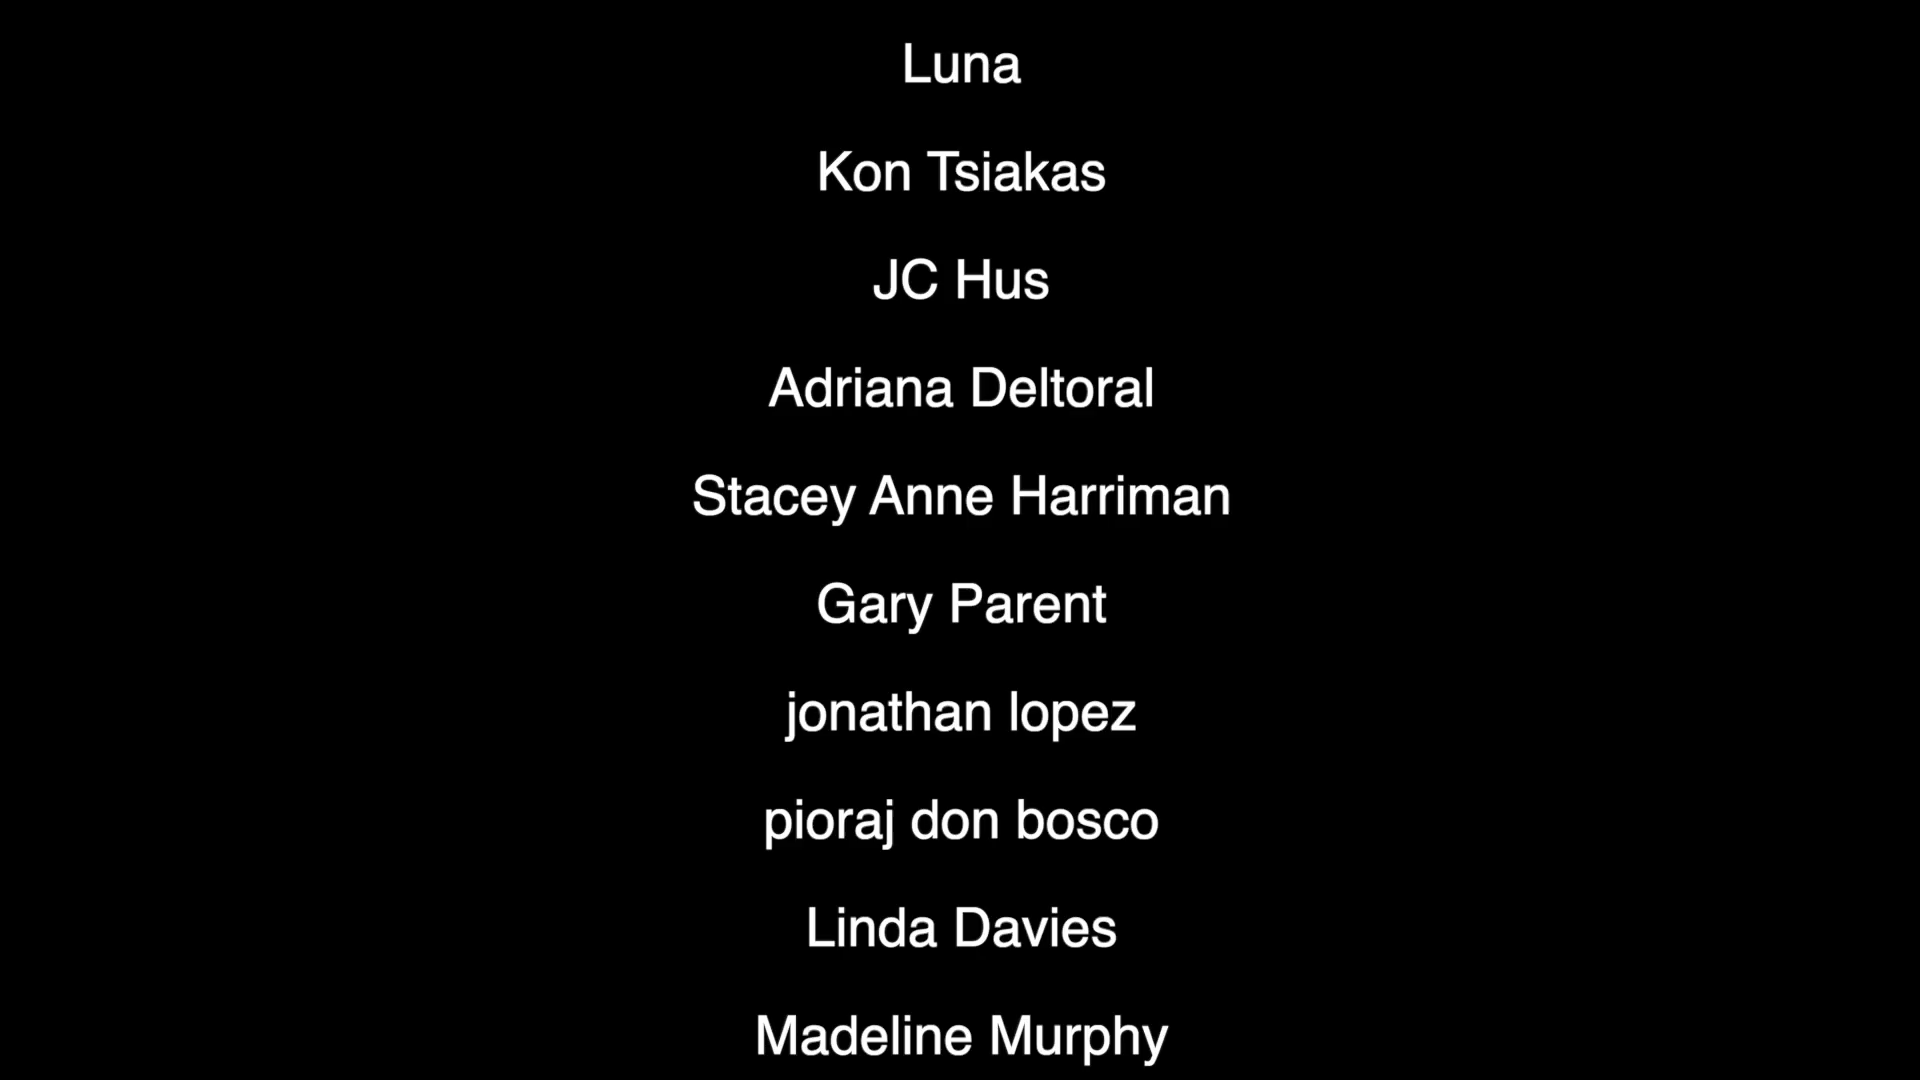 Luna
Kon Tsiakas
JC Hus
Adriana Deltoral
Stacey Anne Harriman
Gary Parent
jonathan lopez
pioraj don bosco
Linda Davies
Madeline Murphy